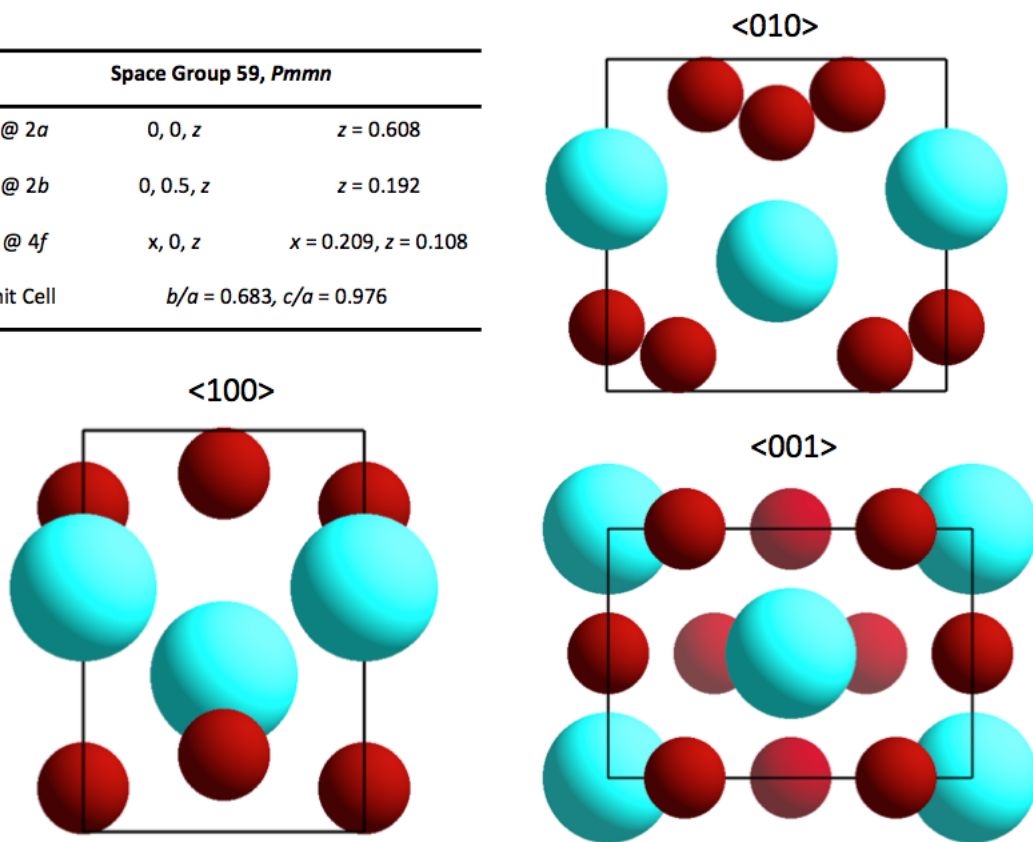 <010>
Space Group 59, Pmmn
@ 2a 0, 0, z z = 0.608
@ 2b 0, 0.5, z z = 0.192
@ 4f x, 0, z x = 0.209, z = 0.108
Cell b/a = 0.683, c/a = 0.976
<100>
<001>